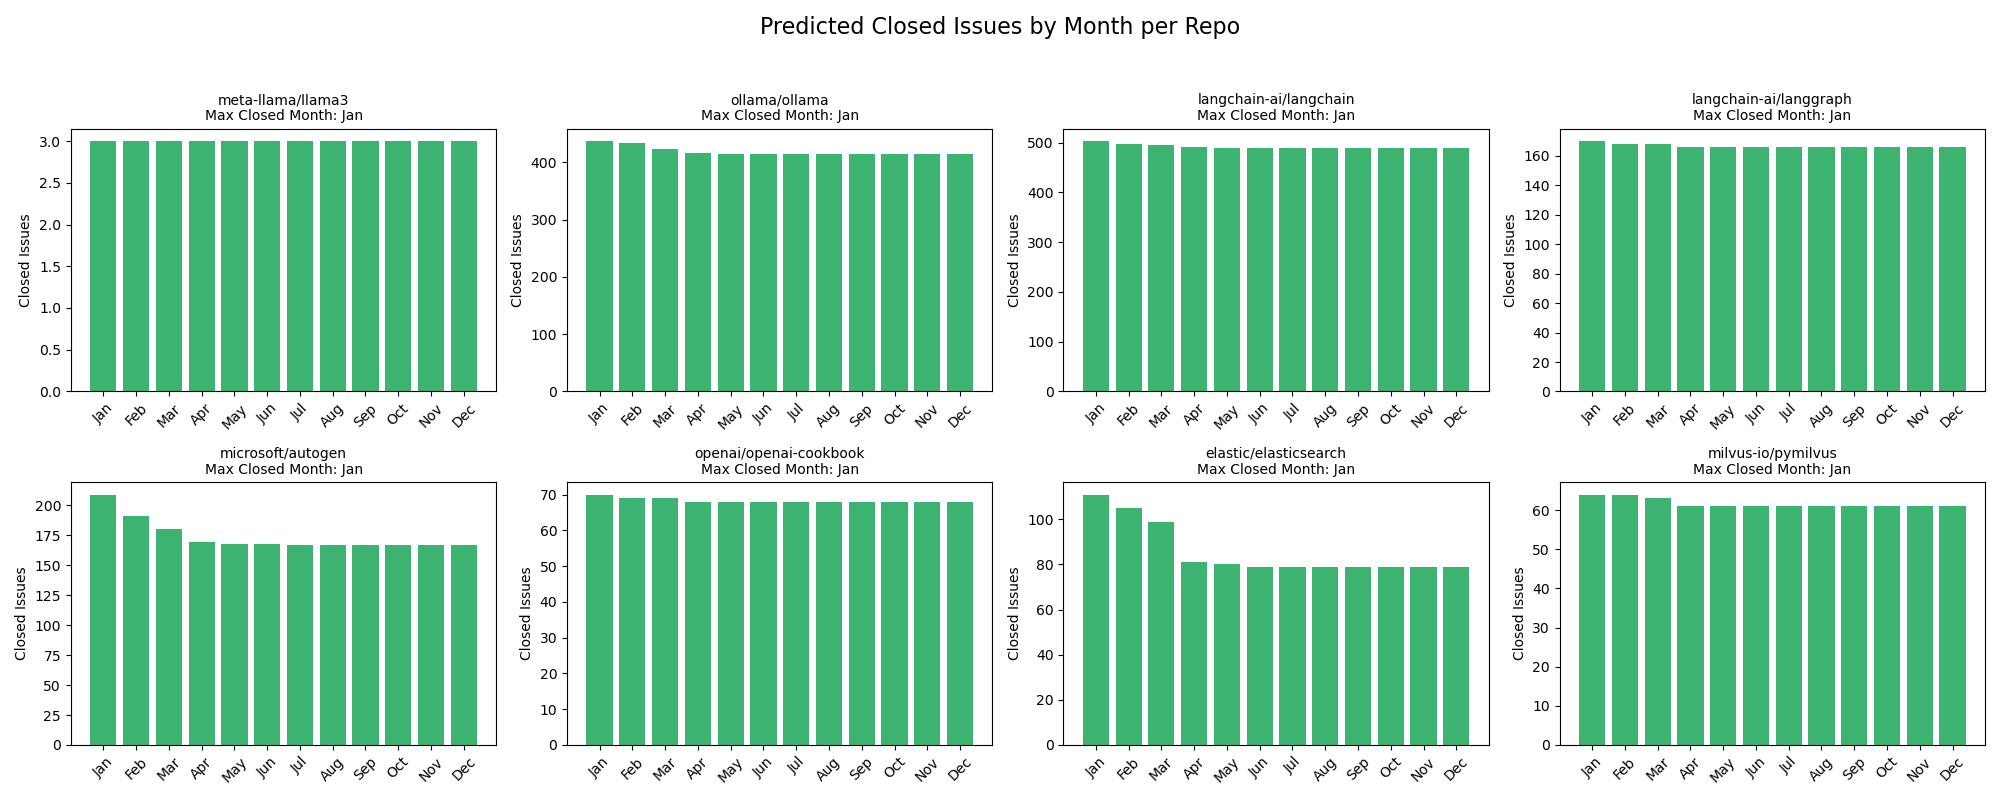 Predicted Closed Issues by Month per Repo
meta-llama/llama3
Max Closed Month: Jan
Closed Issues
3.0
2.5
2.0
1.5
1.0
0.5
0.0
Jan Feb Mar Apr May Jun Jul Aug Sep Oct Nov Dec
ollama/ollama
Max Closed Month: Jan
Closed Issues
400
300
200
100
0
Jan Feb Mar Apr May Jun Jul Aug Sep Oct Nov Dec
langchain-ai/langchain
Max Closed Month: Jan
Closed Issues
500
400
300
200
100
0
Jan Feb Mar Apr May Jun Jul Aug Sep Oct Nov Dec
langchain-ai/langgraph
Max Closed Month: Jan
Closed Issues
160
140
120
100
80
60
40
20
0
Jan Feb Mar Apr May Jun Jul Aug Sep Oct Nov Dec
microsoft/autogen
Max Closed Month: Jan
Closed Issues
200
175
150
125
100
75
50
25
0
Jan Feb Mar Apr May Jun Jul Aug Sep Oct Nov Dec
openai/openai-cookbook
Max Closed Month: Jan
Closed Issues
70
60
50
40
30
20
10
0
Jan Feb Mar Apr May Jun Jul Aug Sep Oct Nov Dec
elastic/elasticsearch
Max Closed Month: Jan
Closed Issues
100
80
60
40
20
0
Jan Feb Mar Apr May Jun Jul Aug Sep Oct Nov Dec
milvus-io/pymilvus
Max Closed Month: Jan
Closed Issues
60
50
40
30
20
10
0
Jan Feb Mar Apr May Jun Jul Aug Sep Oct Nov Dec